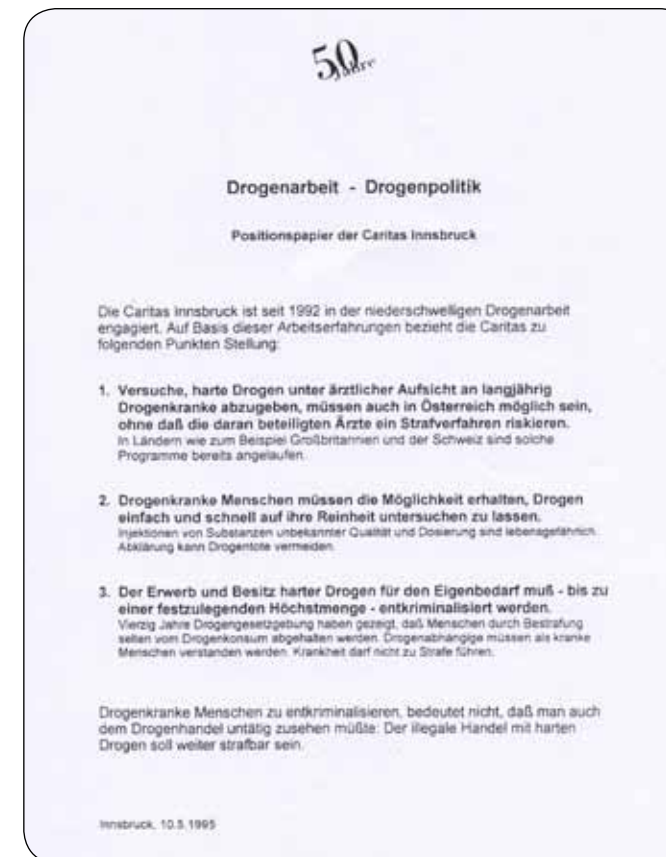 50
Jahre
Drogenarbeit - Drogenpolitik
Positionspapier der Caritas Innsbruck
Die Caritas Innsbruck ist seit 1992 in der niederschwelligen Drogenarbeit
engagiert. Auf Basis dieser Arbeitserfahrungen bezieht die Caritas zu
folgenden Punkten Stellung:
1. Versuche, harte Drogen unter ärztlicher Aufsicht an langjährig
Drogenkranke abzugeben, müssen auch in Österreich möglich sein,
ohne daß die daran beteiligten Ärzte ein Strafverfahren riskieren.
In Ländern wie zum Beispiel Großbritannien und der Schweiz sind solche
Programme bereits angelaufen.
2. Drogenkranke Menschen müssen die Möglichkeit erhalten, Drogen
einfach und schnell auf ihre Reinheit untersuchen zu lassen.
Injektionen von Substanzen unbekannter Qualität und Dosierung sind lebensgefährlich.
Abklärung kann Drogentote vermeiden.
3. Der Erwerb und Besitz harter Drogen für den Eigenbedarf muß - bis zu
einer festzulegenden Höchstmenge - entkriminalisiert werden.
Vierzig Jahre Drogengesetzgebung haben gezeigt, daß Menschen durch Bestrafung
selten vom Drogenkonsum abgehalten werden. Drogenabhängige müssen als kranke
Menschen verstanden werden. Krankheit darf nicht zu Strafe führen.
Drogenkranke Menschen zu entkriminalisieren, bedeutet nicht, daß man auch
dem Drogenhandel untätig zusehen müßte: Der illegale Handel mit harten
Drogen soll weiter strafbar sein.
Innsbruck, 10.5.1995